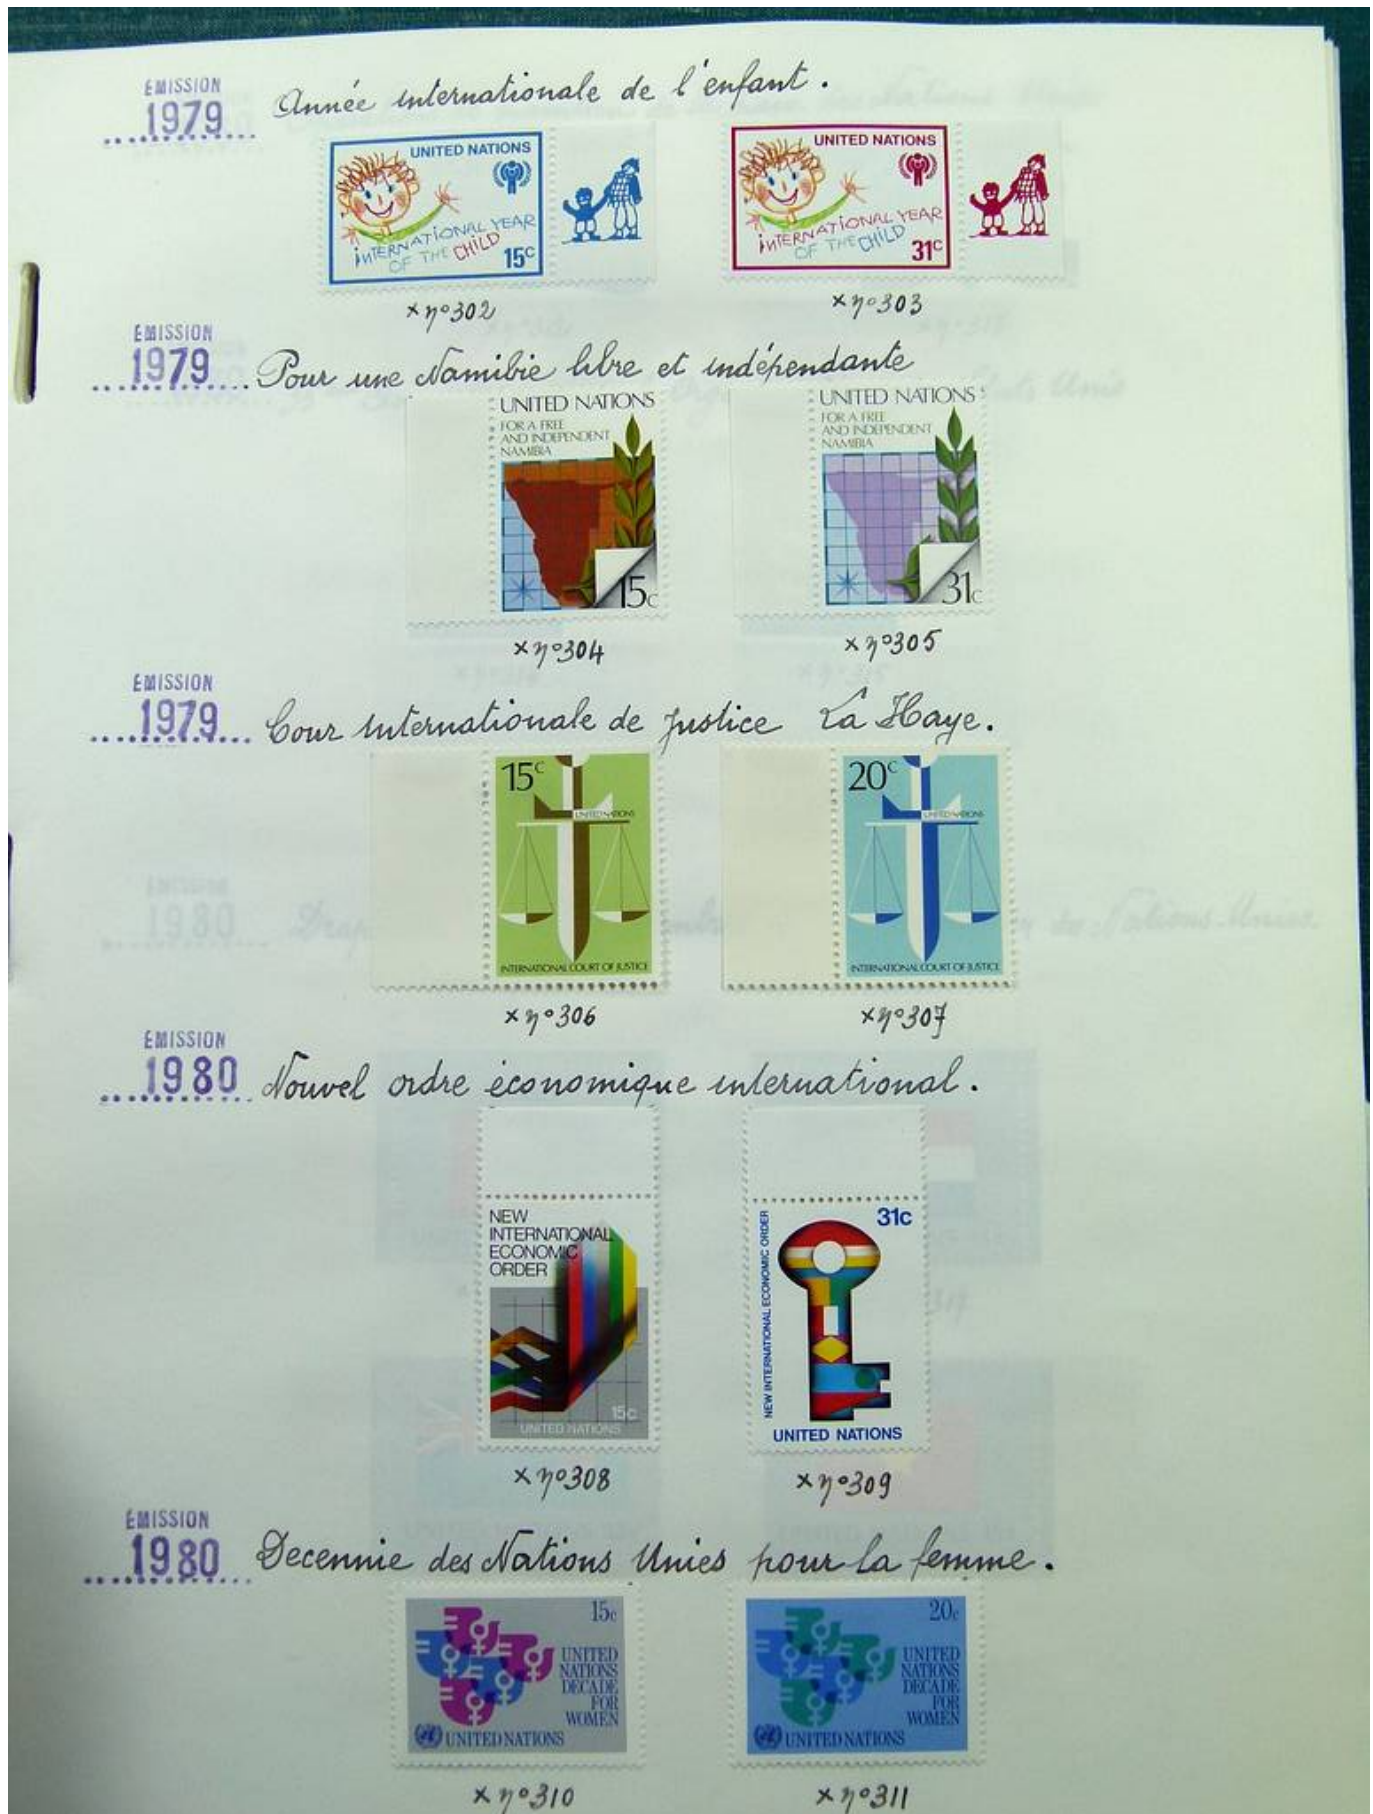 ÉMISSION
1979
Année internationale de l'enfant.
UNITED NATIONS
INTERNATIONAL YEAR
OF THE CHILD
15c
UNITED NATIONS
INTERNATIONAL YEAR
OF THE CHILD
31c
x n°302
x n°303
ÉMISSION
1979
Pour une Namibie libre et indépendante
UNITED NATIONS
FOR A FREE
AND INDEPENDENT
NAMIBIA
15c
UNITED NATIONS
FOR A FREE
AND INDEPENDENT
NAMIBIA
31c
x n°304
x n°305
ÉMISSION
1979
Cour internationale de justice La Haye.
15c
UNITED NATIONS
INTERNATIONAL COURT OF JUSTICE
20c
UNITED NATIONS
INTERNATIONAL COURT OF JUSTICE
x n°306
x n°307
ÉMISSION
1980
Nouvel ordre économique international.
NEW
INTERNATIONAL
ECONOMIC
ORDER
15c
UNITED NATIONS
31c
NEW INTERNATIONAL ECONOMIC ORDER
UNITED NATIONS
x n°308
x n°309
ÉMISSION
1980
Decennie des Nations Unies pour la femme.
15c
UNITED
NATIONS
DECADE
FOR
WOMEN
UNITED NATIONS
20c
UNITED
NATIONS
DECADE
FOR
WOMEN
UNITED NATIONS
x n°310
x n°311